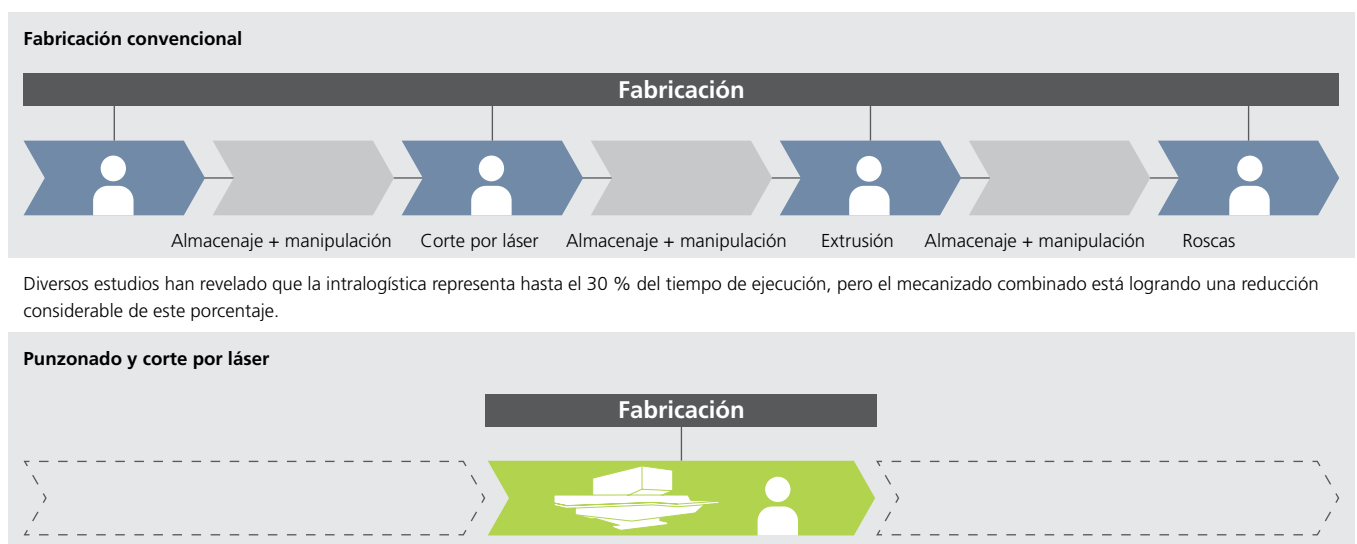 Fabricación convencional
Fabricación
Almacenaje + manipulación Corte por láser Almacenaje + manipulación Extrusión Almacenaje + manipulación Roscas
Diversos estudios han revelado que la intralogística representa hasta el 30 % del tiempo de ejecución, pero el mecanizado combinado está logrando una reducción
considerable de este porcentaje.
Punzonado y corte por láser
Fabricación